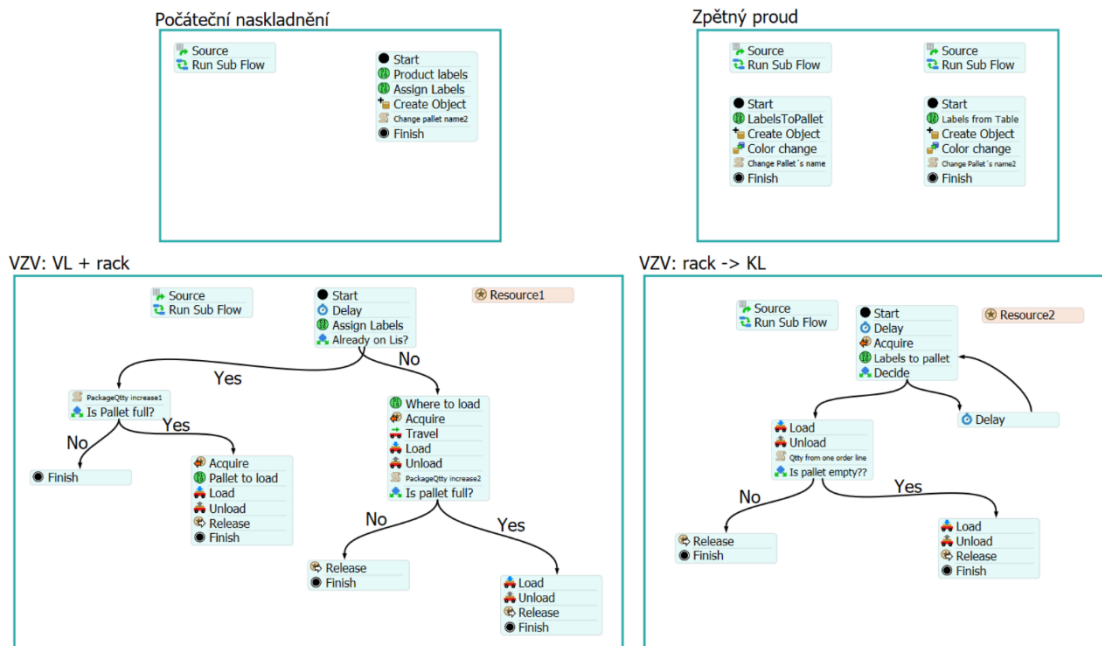 Počáteční naskladnění
Source
Run Sub Flow
Start
Product labels
Assign Labels
Create Object
Change pallet name2
Finish
Zpětný proud
Source
Run Sub Flow
Source
Run Sub Flow
Start
LabelsToPallet
Create Object
Color change
Change Pallet´s name
Finish
Start
Labels from Table
Create Object
Color change
Change Pallet´s name2
Finish
VZV: VL + rack
Source
Run Sub Flow
Start
Delay
Assign Labels
Already on Lis?
Resource1
Yes
No
PackageQtty increase1
Is Pallet full?
No
Yes
Finish
Acquire
Pallet to load
Load
Unload
Release
Finish
Where to load
Acquire
Travel
Load
Unload
PackageQtty increase2
Is pallet full?
No
Yes
Release
Finish
Load
Unload
Release
Finish
VZV: rack -> KL
Source
Run Sub Flow
Start
Delay
Acquire
Labels to pallet
Decide
Resource2
Delay
Load
Unload
Qtty from one order line
Is pallet empty??
No
Yes
Release
Finish
Load
Unload
Release
Finish